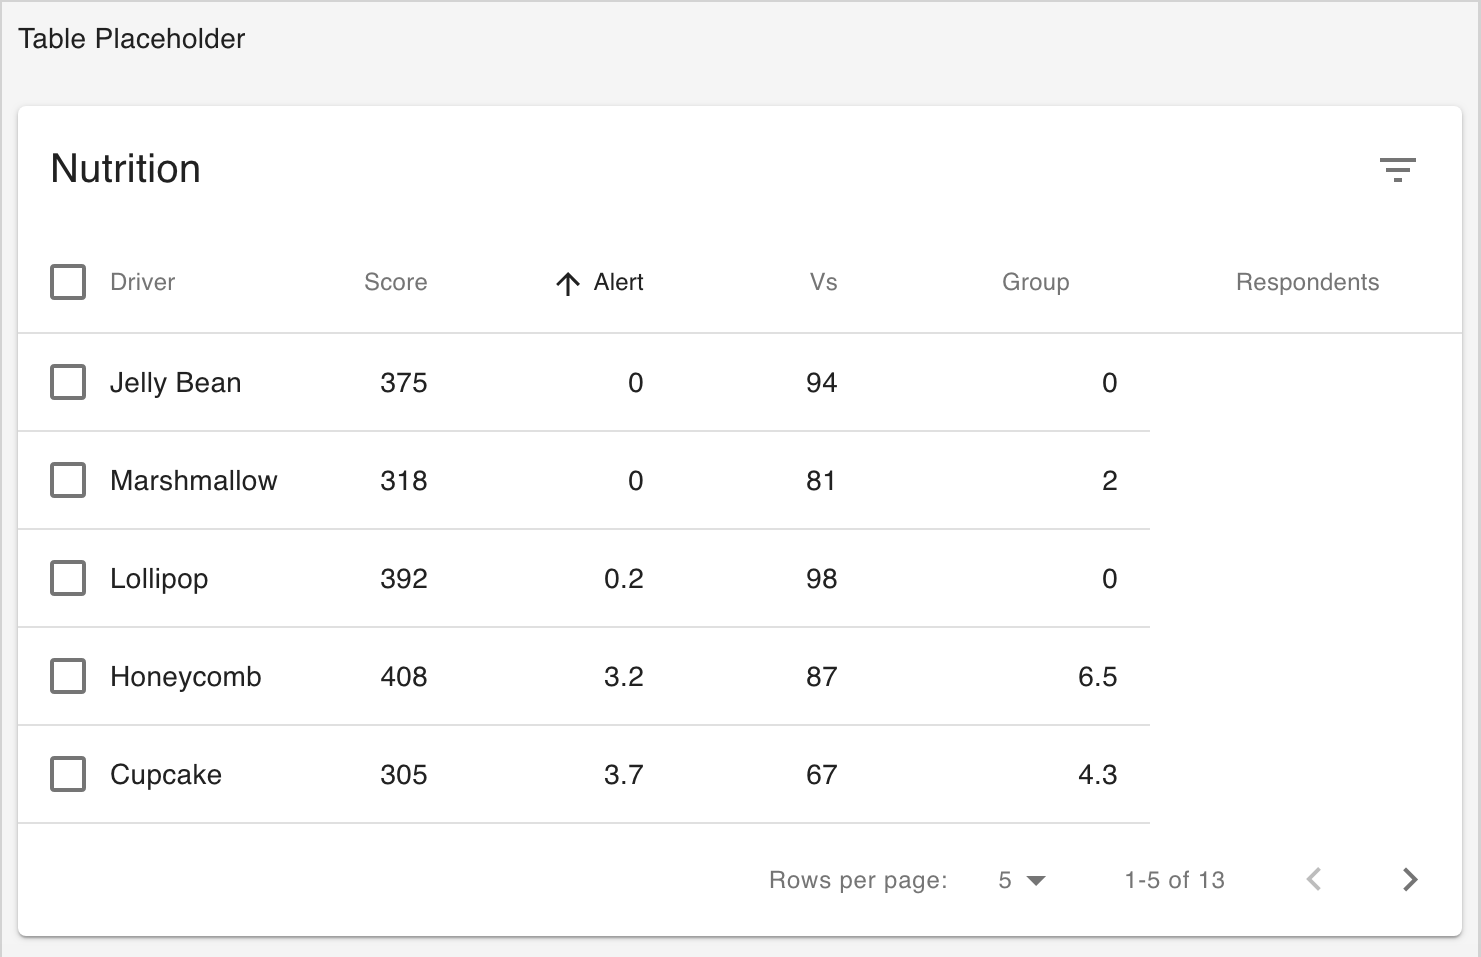 Table Placeholder
Nutrition
Driver Score Alert Vs Group Respondents
Jelly Bean 375 0 94 0
Marshmallow 318 0 81 2
Lollipop 392 0.2 98 0
Honeycomb 408 3.2 87 6.5
Cupcake 305 3.7 67 4.3
Rows per page: 5 1-5 of 13